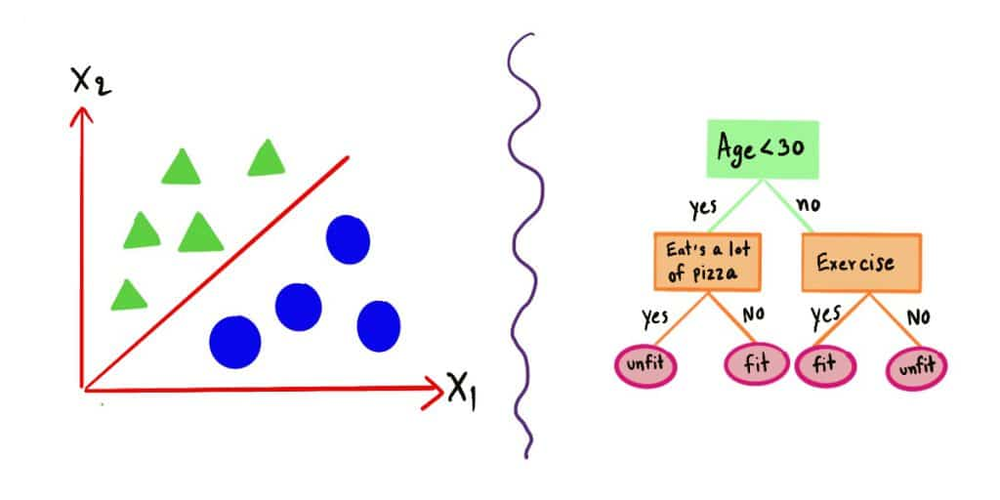 X2
X1
Age<30
yes
no
Eat's a lot
of pizza
Exercise
yes
NO
yes
NO
unfit
fit
fit
unfit